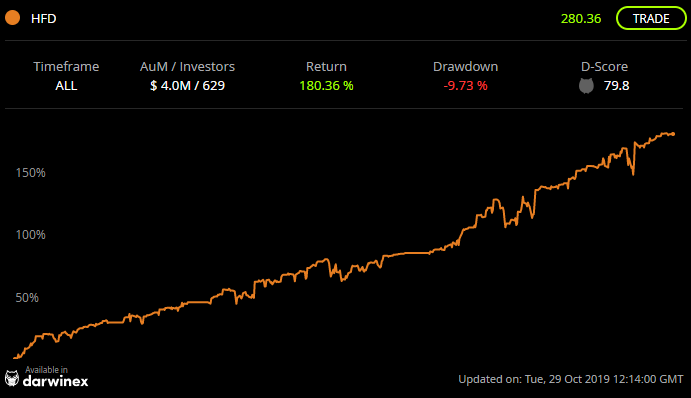 HFD 280.36 TRADE
Timeframe AuM / Investors Return Drawdown D-Score
ALL $ 4.0M / 629 180.36 % -9.73 % 79.8
150%
100%
50%
Available in
darwinex
Updated on: Tue, 29 Oct 2019 12:14:00 GMT